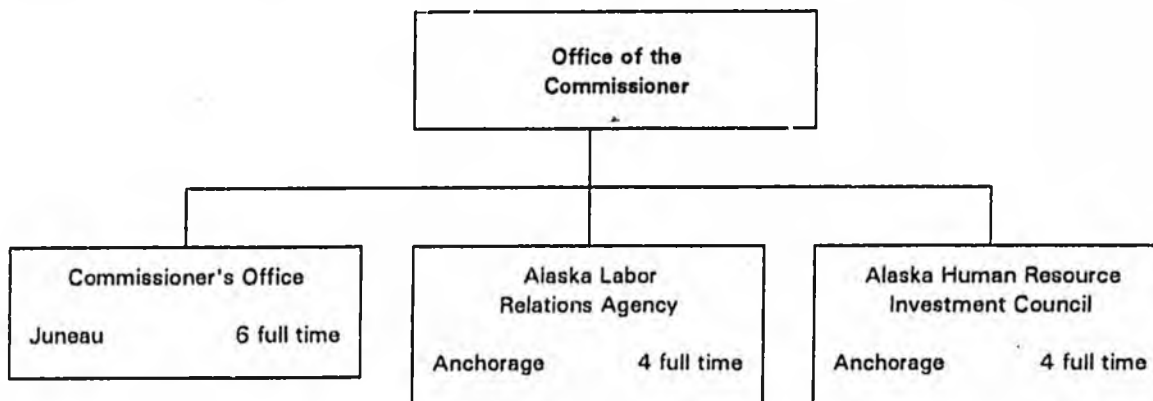 Office of the
Commissioner
Commissioner's Office
Juneau 6 full time
Alaska Labor
Relations Agency
Anchorage 4 full time
Alaska Human Resource
Investment Council
Anchorage 4 full time